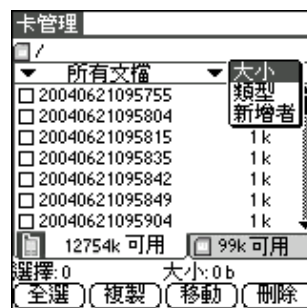 卡管理
/
所有文檔 大小
類型
新增者
20040621095755
20040621095804
20040621095815 1k
20040621095835 1k
20040621095842 1k
20040621095849 1k
20040621095904 1k
12754k 可用 99k 可用
選擇: 0 大小: 0 b
全選 複製 移動 刪除